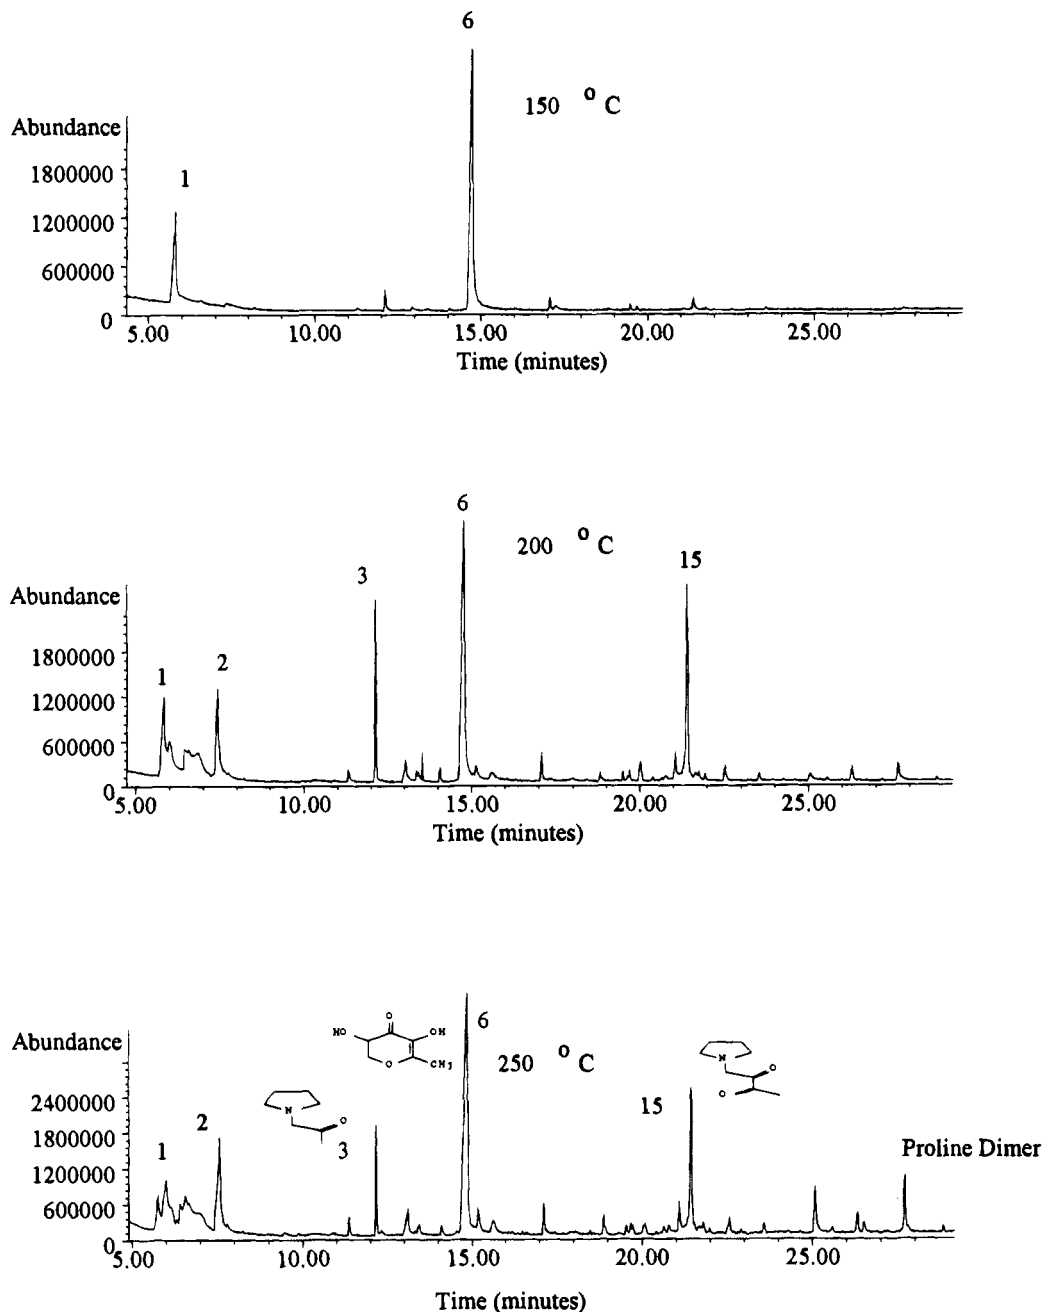 6
150 °C
Abundance
1
1800000
1200000
600000
0
5.00 10.00 15.00 20.00 25.00
Time (minutes)
6
200 °C
3
15
Abundance
1800000
1 2
1200000
600000
0
5.00 10.00 15.00 20.00 25.00
Time (minutes)
O
HO OH
6
Abundance
O CH3
250 °C
N O
O
2400000
N O
15
2
1800000
1 3
Proline Dimer
1200000
600000
0
5.00 10.00 15.00 20.00 25.00
Time (minutes)